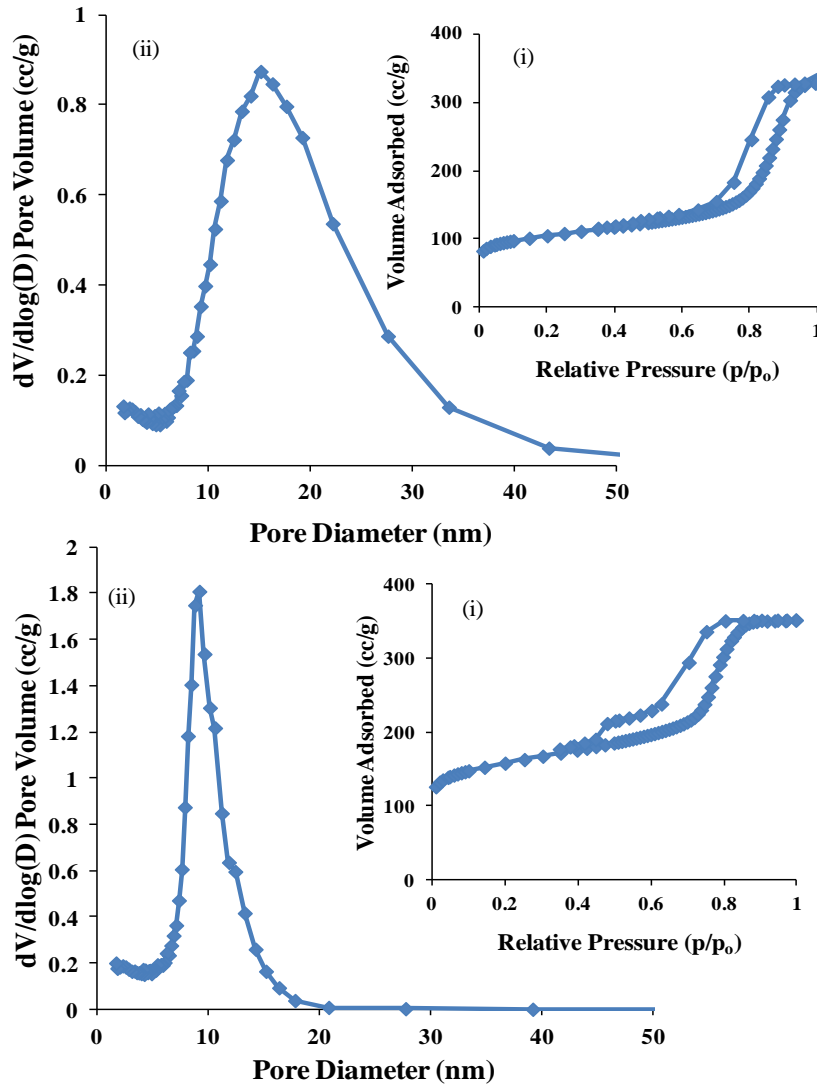 (ii)
dV/dlog(D) Pore Volume (cc/g)
1
0.8
0.6
0.4
0.2
0
0 10 20 30 40 50
Pore Diameter (nm)
(i)
Volume Adsorbed (cc/g)
400
300
200
100
0
0 0.2 0.4 0.6 0.8 1
Relative Pressure (p/pₒ)
(ii)
dV/dlog(D) Pore Volume (cc/g)
2
1.8
1.6
1.4
1.2
1
0.8
0.6
0.4
0.2
0
0 10 20 30 40 50
Pore Diameter (nm)
(i)
Volume Adsorbed (cc/g)
400
300
200
100
0
0 0.2 0.4 0.6 0.8 1
Relative Pressure (p/pₒ)